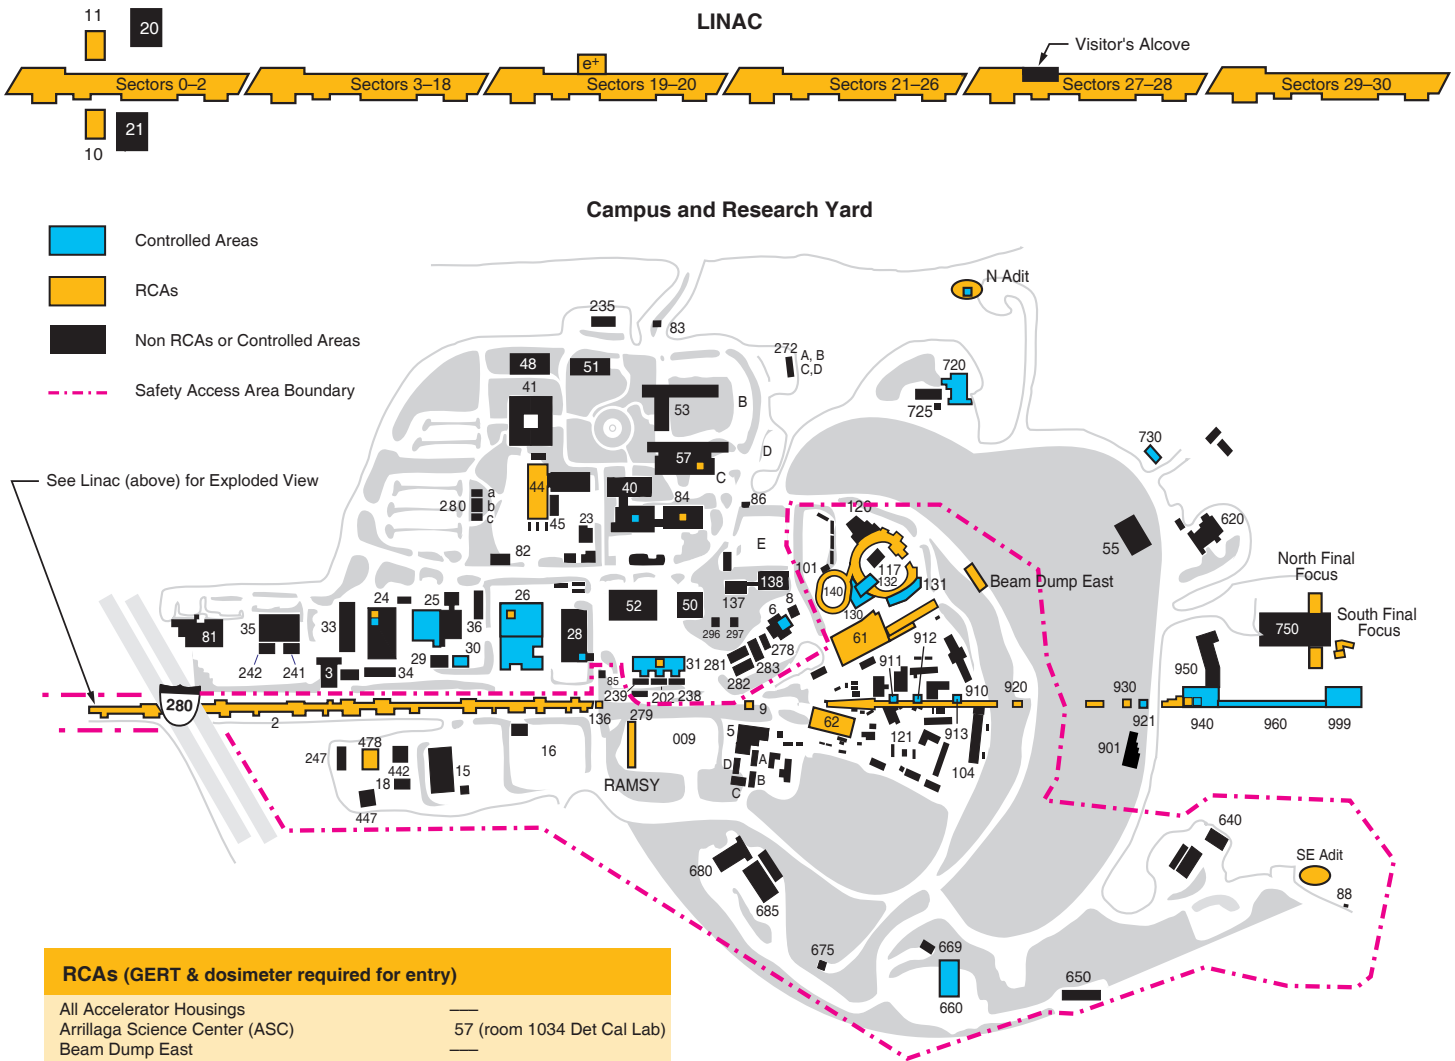 LINAC
11
20
Visitor's Alcove
e+
Sectors 0–2
Sectors 3–18
Sectors 19–20
Sectors 21–26
Sectors 27–28
Sectors 29–30
21
10
Campus and Research Yard
Controlled Areas
RCAs
Non RCAs or Controlled Areas
Safety Access Area Boundary
See Linac (above) for Exploded View
N Adit
235
83
272
A, B
C,D
48
51
41
53
B
720
725
730
57
D
C
44
40
84
86
280
a
b
c
45
23
82
E
120
101
117
132
140
130
131
Beam Dump East
55
620
North Final
Focus
South Final
Focus
750
138
137
8
6
52
50
296
297
278
281
283
282
61
912
911
910
920
930
921
950
940
960
999
901
81
35
33
24
25
36
26
28
242
241
3
34
29
30
31
85
239
202
238
279
136
9
62
121
913
104
280
2
247
478
442
18
447
15
16
RAMSY
009
5
D
A
B
C
680
685
675
669
660
650
640
SE Adit
88
RCAs (GERT & dosimeter required for entry)
All Accelerator Housings –––
Arrillaga Science Center (ASC) 57 (room 1034 Det Cal Lab)
Beam Dump East –––